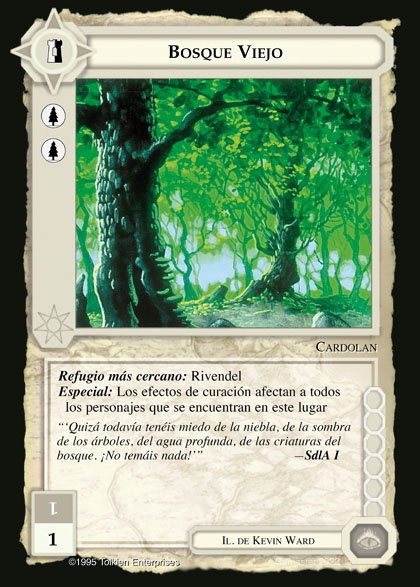 BOSQUE VIEJO
CARDOLAN
Refugio más cercano: Rivendel
Especial: Los efectos de curación afectan a todos
los personajes que se encuentran en este lugar
“‘Quizá todavía tenéis miedo de la niebla, de la sombra
de los árboles, del agua profunda, de las criaturas del
bosque. ¡No temáis nada!’”
—SdlA I
1
1
IL. DE KEVIN WARD
©1995 Tolkien Enterprises